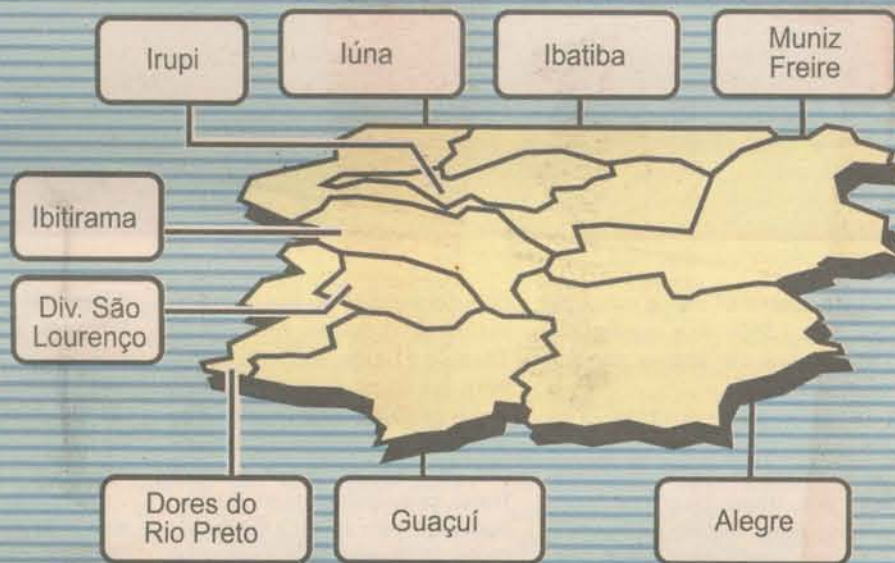 Irupi
Iúna
Ibatiba
Muniz
Freire
Ibitirama
Div. São
Lourenço
Dores do
Rio Preto
Guaçuí
Alegre